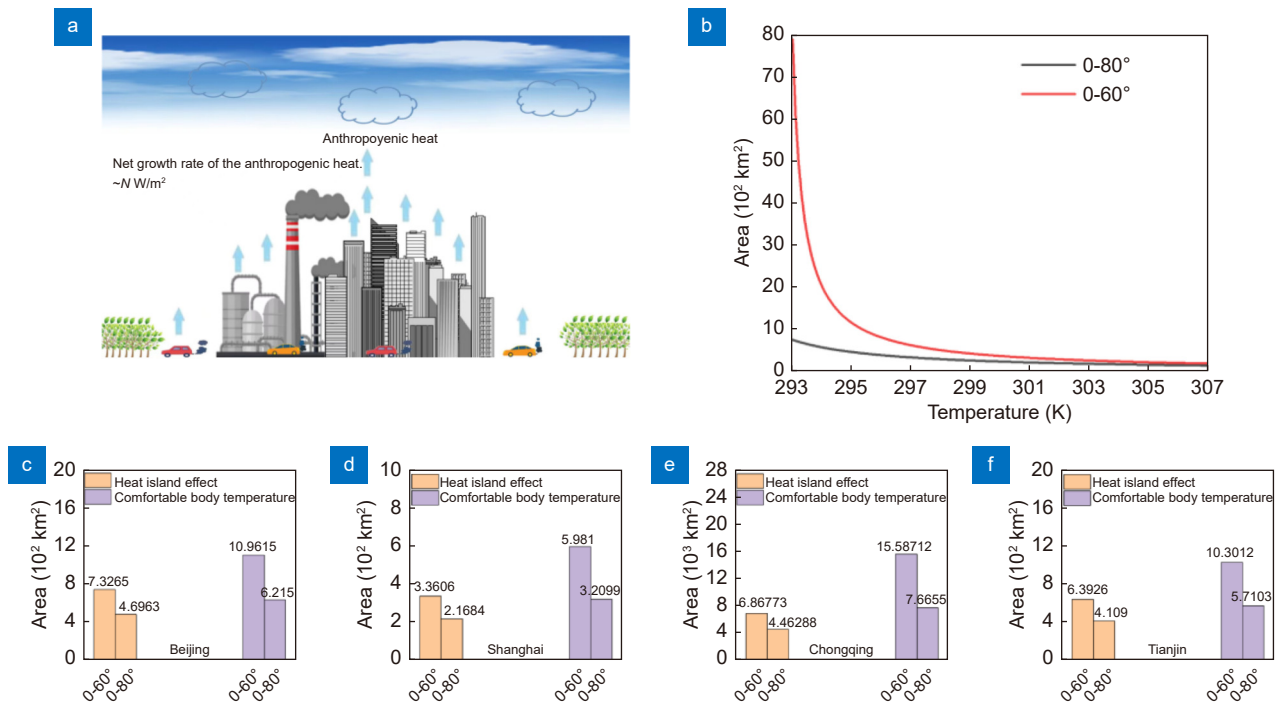 a
Anthropoyenic heat
Net growth rate of the anthropogenic heat.
~N W/m²
b
80
70
60
50
40
30
20
10
0
Area (10² km²)
0-80°
0-60°
293
295
297
299
301
303
305
307
Temperature (K)
c
20
16
12
8
4
0
Area (10² km²)
Heat island effect
Comfortable body temperature
7.3265
4.6963
10.9615
6.215
Beijing
0-60°
0-80°
0-60°
0-80°
d
10
8
6
4
2
0
Area (10² km²)
Heat island effect
Comfortable body temperature
3.3606
2.1684
5.981
3.2099
Shanghai
0-60°
0-80°
0-60°
0-80°
e
28
24
20
16
12
8
4
0
Area (10³ km²)
Heat island effect
Comfortable body temperature
6.86773
4.46288
15.58712
7.6655
Chongqing
0-60°
0-80°
0-60°
0-80°
f
20
16
12
8
4
0
Area (10² km²)
Heat island effect
Comfortable body temperature
6.3926
4.109
10.3012
5.7103
Tianjin
0-60°
0-80°
0-60°
0-80°